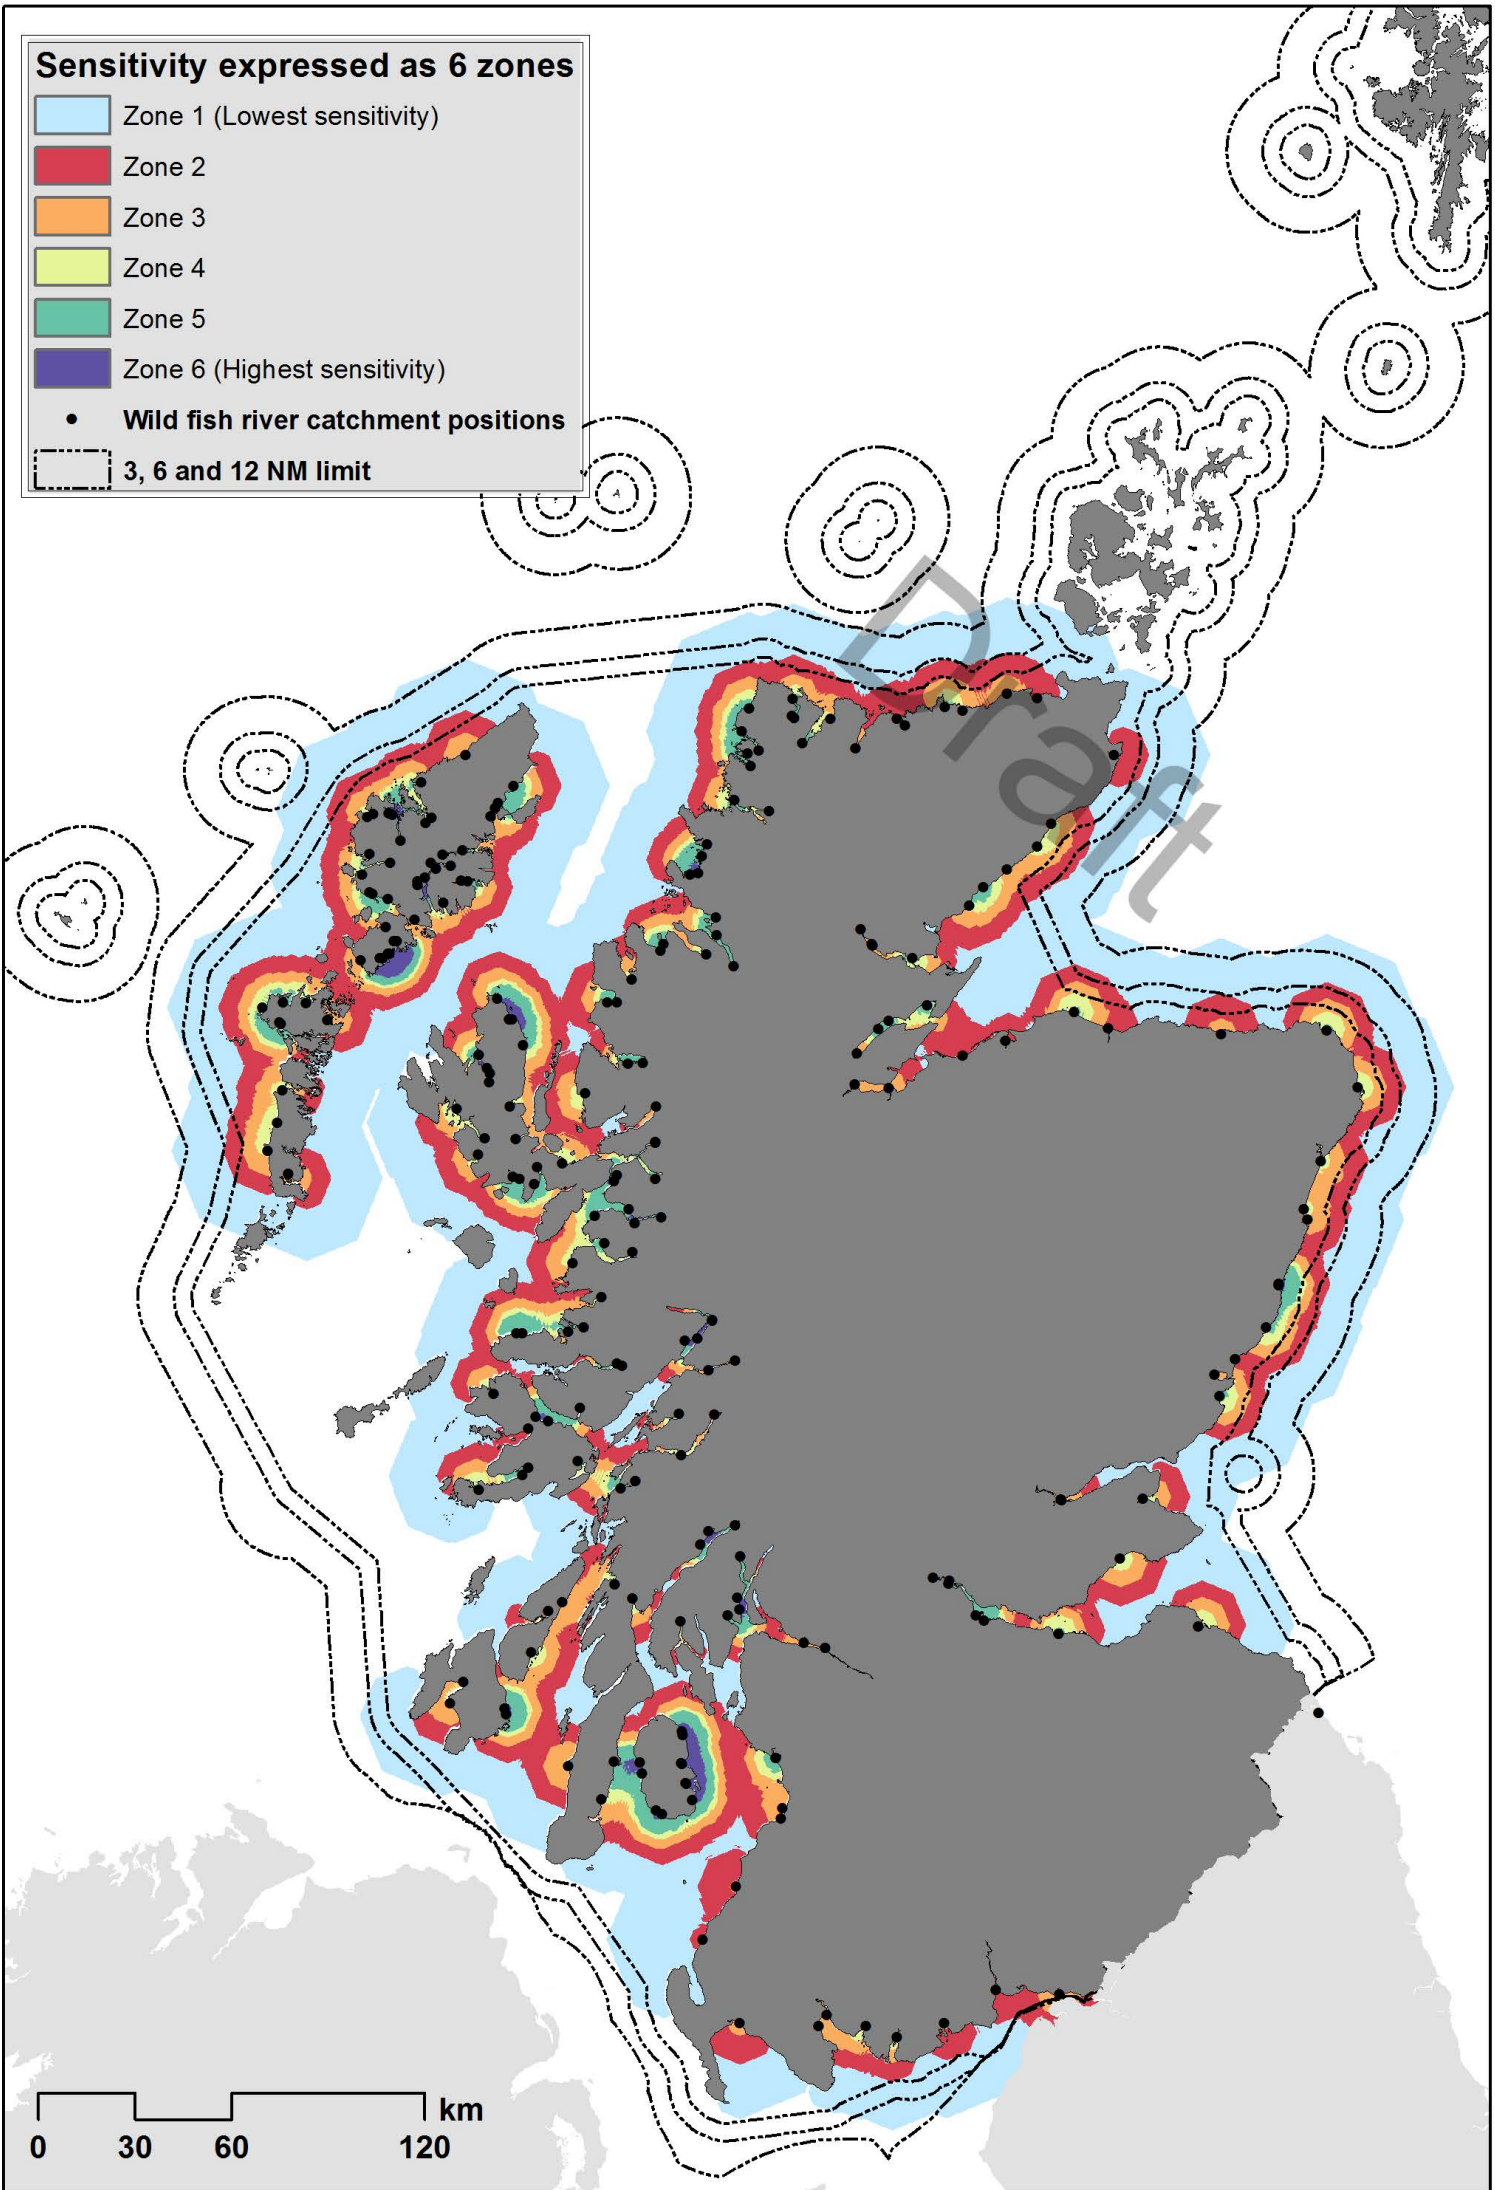 Sensitivity expressed as 6 zones
Zone 1 (Lowest sensitivity)
Zone 2
Zone 3
Zone 4
Zone 5
Zone 6 (Highest sensitivity)
Wild fish river catchment positions
3, 6 and 12 NM limit
Draft
km
0 30 60 120